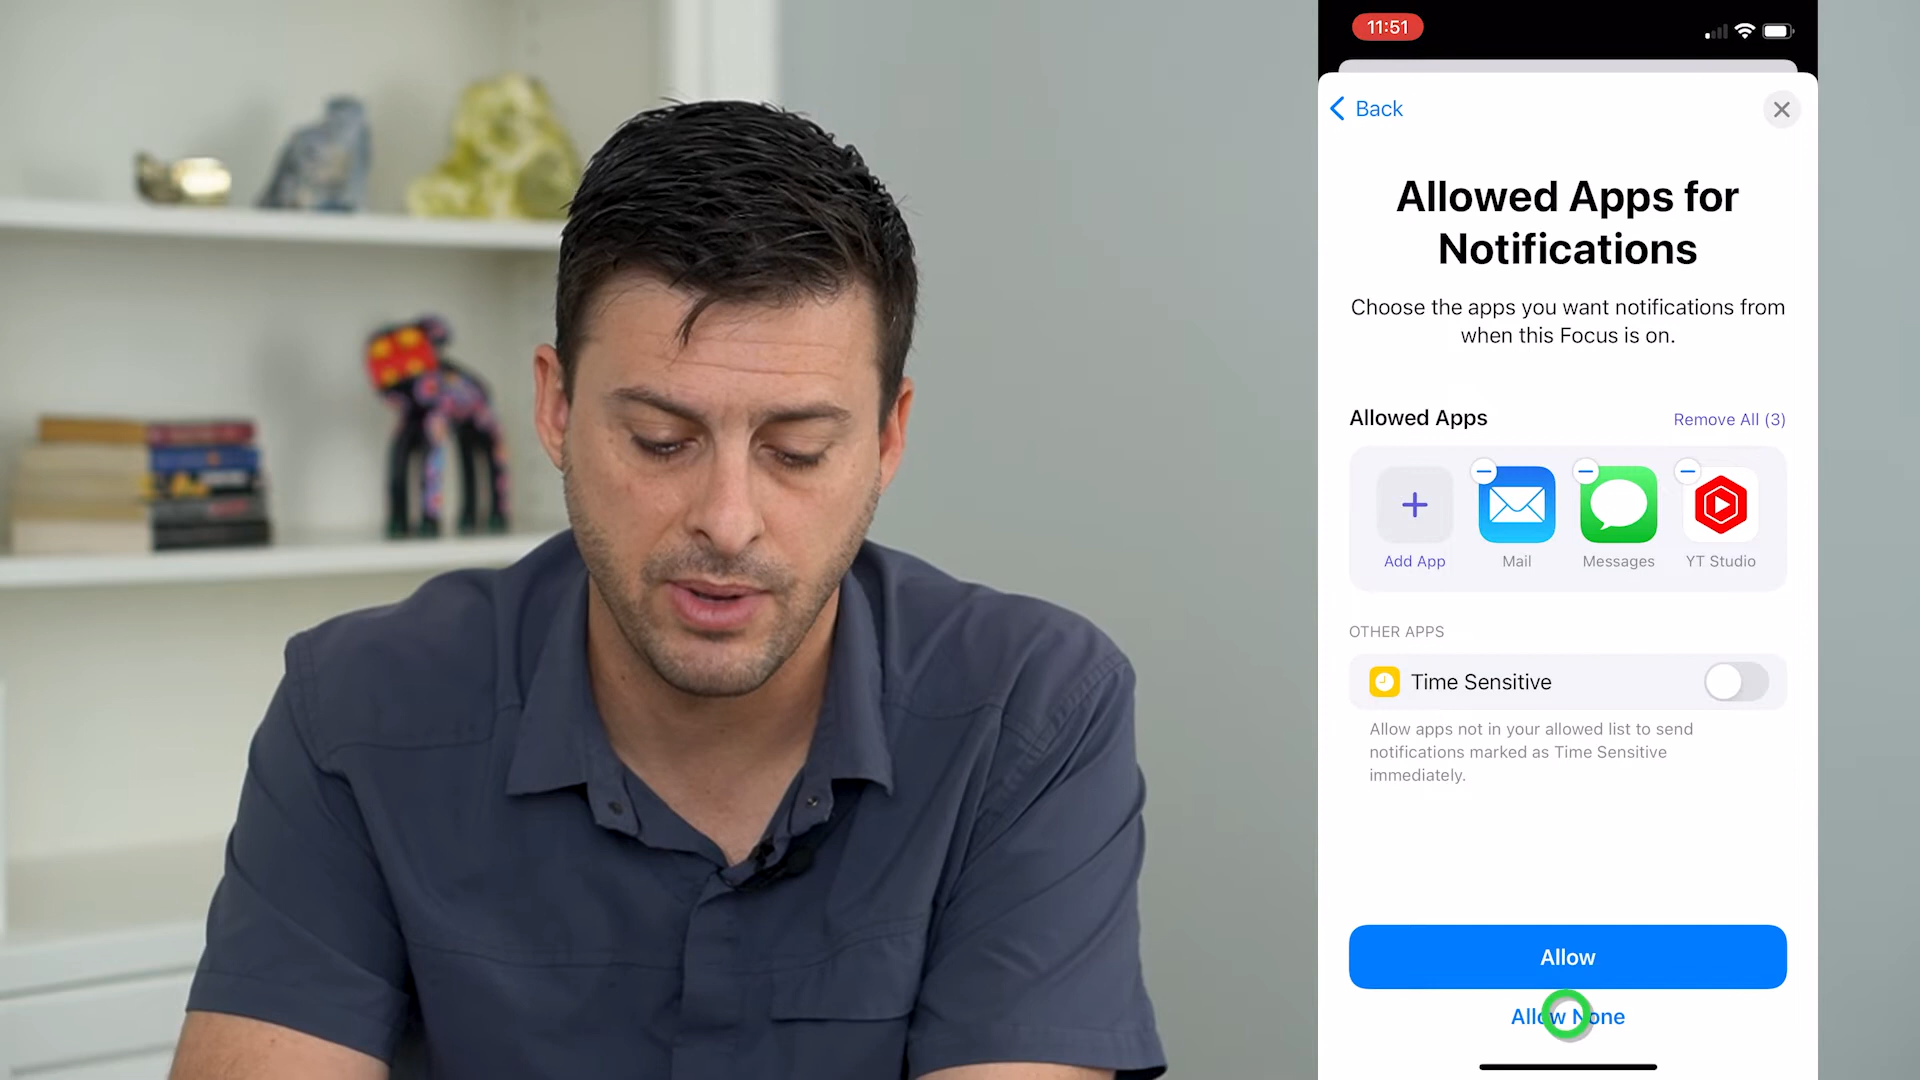 11:51
Back
Allowed Apps for
Notifications
Choose the apps you want notifications from
when this Focus is on.
Allowed Apps
Remove All (3)
Add App
Mail
Messages
YT Studio
OTHER APPS
Time Sensitive
Allow apps not in your allowed list to send
notifications marked as Time Sensitive
immediately.
Allow
Allow None